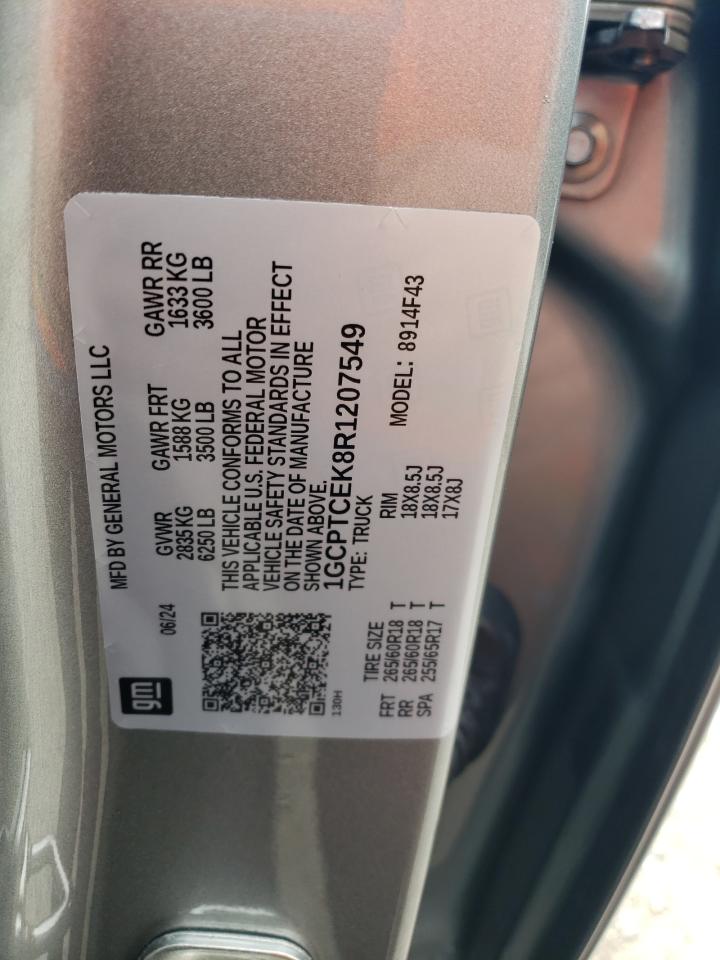 gm
MFD BY GENERAL MOTORS LLC
06/24
GVWR GAWR FRT GAWR RR
2835 KG 1588 KG 1633 KG
6250 LB 3500 LB 3600 LB
THIS VEHICLE CONFORMS TO ALL
APPLICABLE U.S. FEDERAL MOTOR
VEHICLE SAFETY STANDARDS IN EFFECT
ON THE DATE OF MANUFACTURE
SHOWN ABOVE.
1GCPTCEK8R1207549
130H
TYPE: TRUCK
MODEL: 8914F43
TIRE SIZE RIM
FRT 265/60R18 T 18X8.5J
RR 265/60R18 T 18X8.5J
SPA 255/65R17 T 17X8J